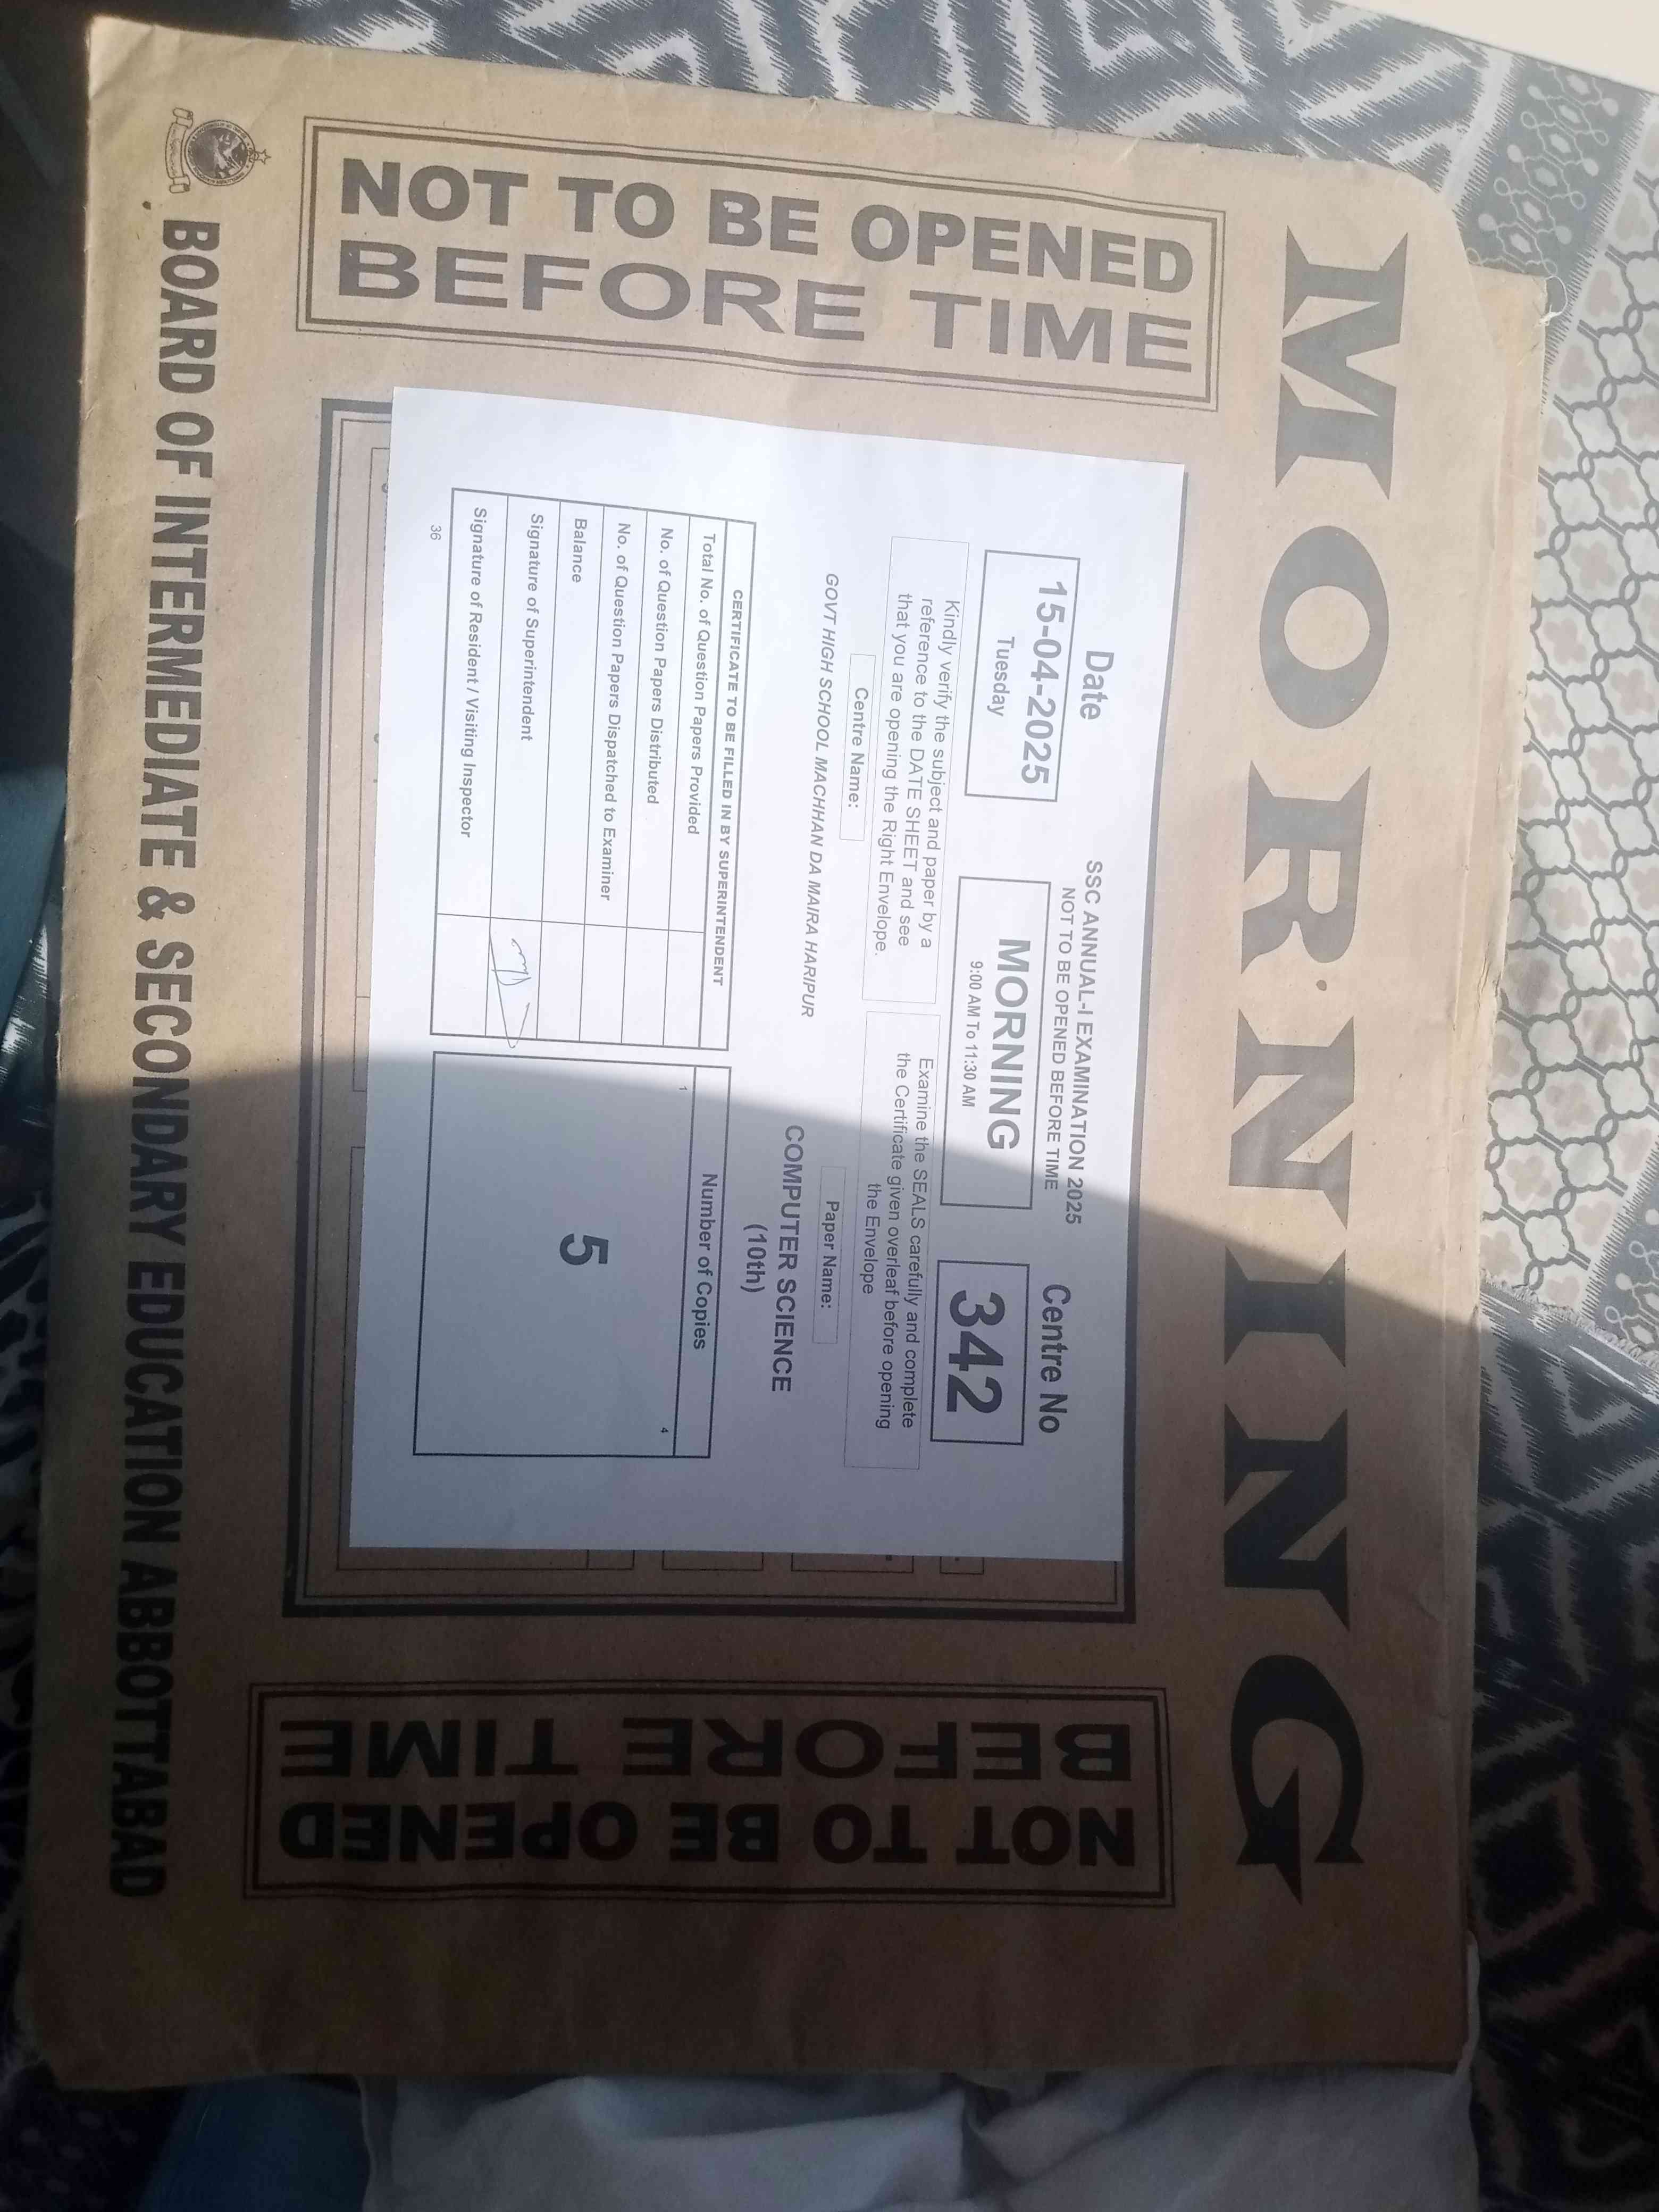 MORNING
NOT TO BE OPENED
BEFORE TIME
Date
15-04-2025
Tuesday
SSC ANNUAL-I EXAMINATION 2025
NOT TO BE OPENED BEFORE TIME
MORNING
9:00 AM To 11:30 AM
Centre No
342
Kindly verify the subject and paper by a
reference to the DATE SHEET and see
that you are opening the Right Envelope.
Examine the SEALS carefully and complete
the Certificate given overleaf before opening
the Envelope
Centre Name:
GOVT HIGH SCHOOL MACHHAN DA MAIRA HARIPUR
Paper Name:
COMPUTER SCIENCE
(10th)
CERTIFICATE TO BE FILLED IN BY SUPERINTENDENT
Total No. of Question Papers Provided
No. of Question Papers Distributed
No. of Question Papers Dispatched to Examiner
Balance
Signature of Superintendent
Signature of Resident / Visiting Inspector
36
Number of Copies
1
4
5
NOT TO BE OPENED
BEFORE TIME
BOARD OF INTERMEDIATE & SECONDARY EDUCATION ABBOTTABAD